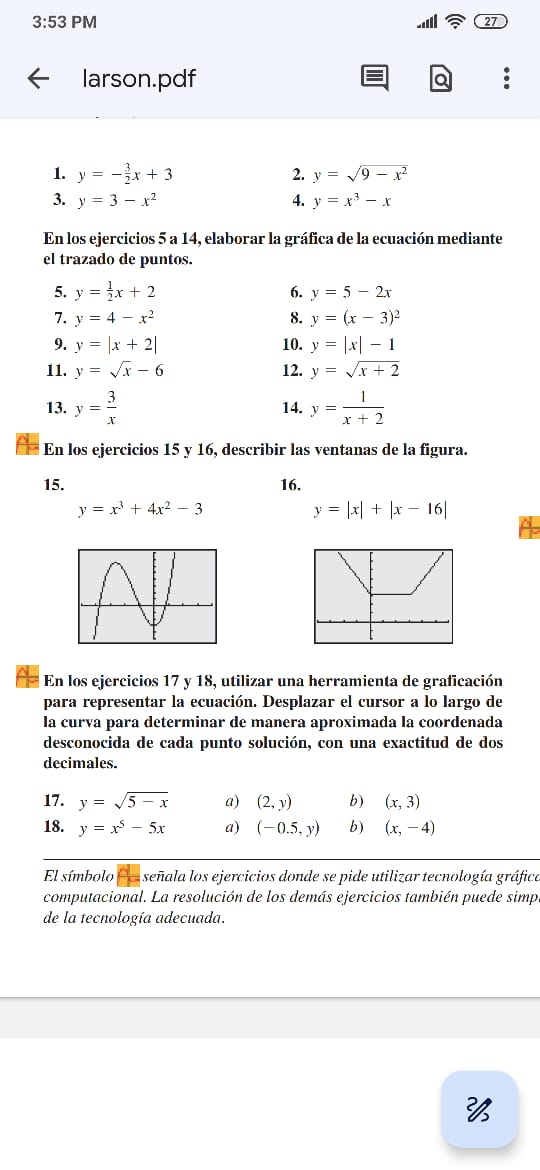 3:53 PM
27
larson.pdf
1. y = −3/2x + 3
2. y = √9 − x²
3. y = 3 − x²
4. y = x³ − x
En los ejercicios 5 a 14, elaborar la gráfica de la ecuación mediante
el trazado de puntos.
5. y = 1/2x + 2
6. y = 5 − 2x
7. y = 4 − x²
8. y = (x − 3)²
9. y = |x + 2|
10. y = |x| − 1
11. y = √x − 6
12. y = √x + 2
13. y = 3/x
14. y = 1/x + 2
En los ejercicios 15 y 16, describir las ventanas de la figura.
15.
16.
y = x³ + 4x² − 3
y = |x| + |x − 16|
En los ejercicios 17 y 18, utilizar una herramienta de graficación
para representar la ecuación. Desplazar el cursor a lo largo de
la curva para determinar de manera aproximada la coordenada
desconocida de cada punto solución, con una exactitud de dos
decimales.
17. y = √5 − x a) (2, y) b) (x, 3)
18. y = x⁵ − 5x a) (−0.5, y) b) (x, −4)
El símbolo señala los ejercicios donde se pide utilizar tecnología gráfica
computacional. La resolución de los demás ejercicios también puede simp
de la tecnología adecuada.